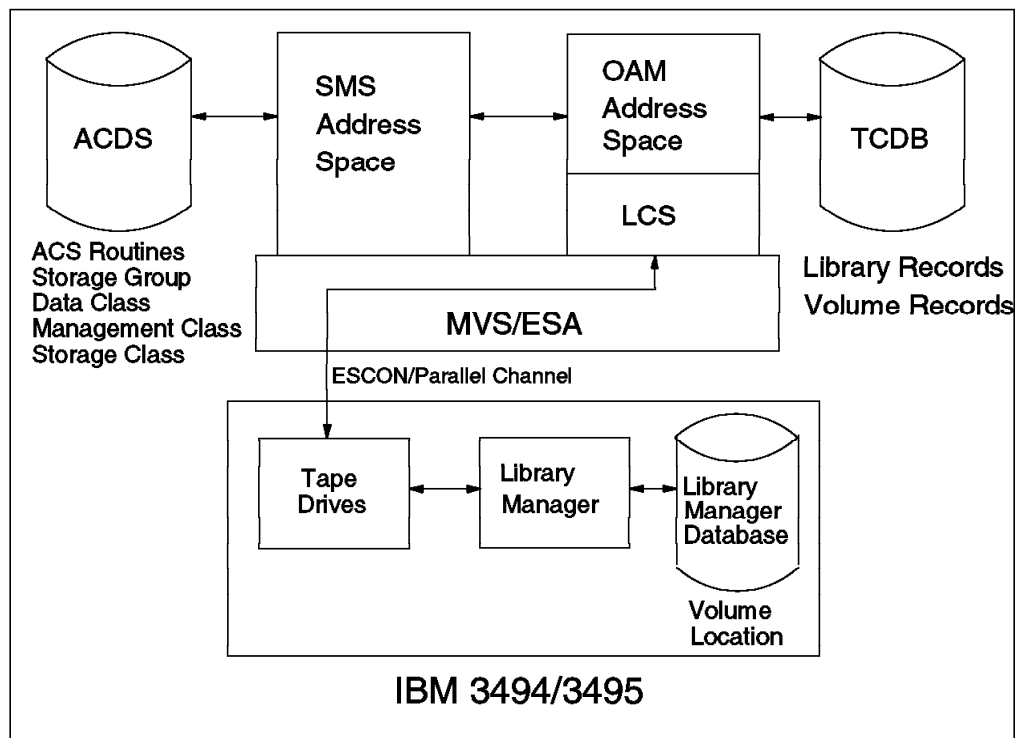 ACDS
SMS
Address
Space
OAM
Address
Space
LCS
TCDB
ACS Routines
Storage Group
Data Class
Management Class
Storage Class
Library Records
Volume Records
MVS/ESA
ESCON/Parallel Channel
Tape
Drives
Library
Manager
Library
Manager
Database
Volume
Location
IBM 3494/3495